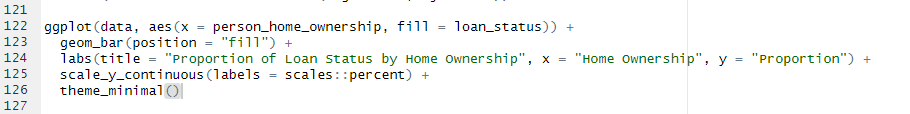 121
122 ggplot(data, aes(x = person_home_ownership, fill = loan_status)) +
123   geom_bar(position = "fill") +
124   labs(title = "Proportion of Loan Status by Home Ownership", x = "Home Ownership", y = "Proportion") +
125   scale_y_continuous(labels = scales::percent) +
126   theme_minimal()
127